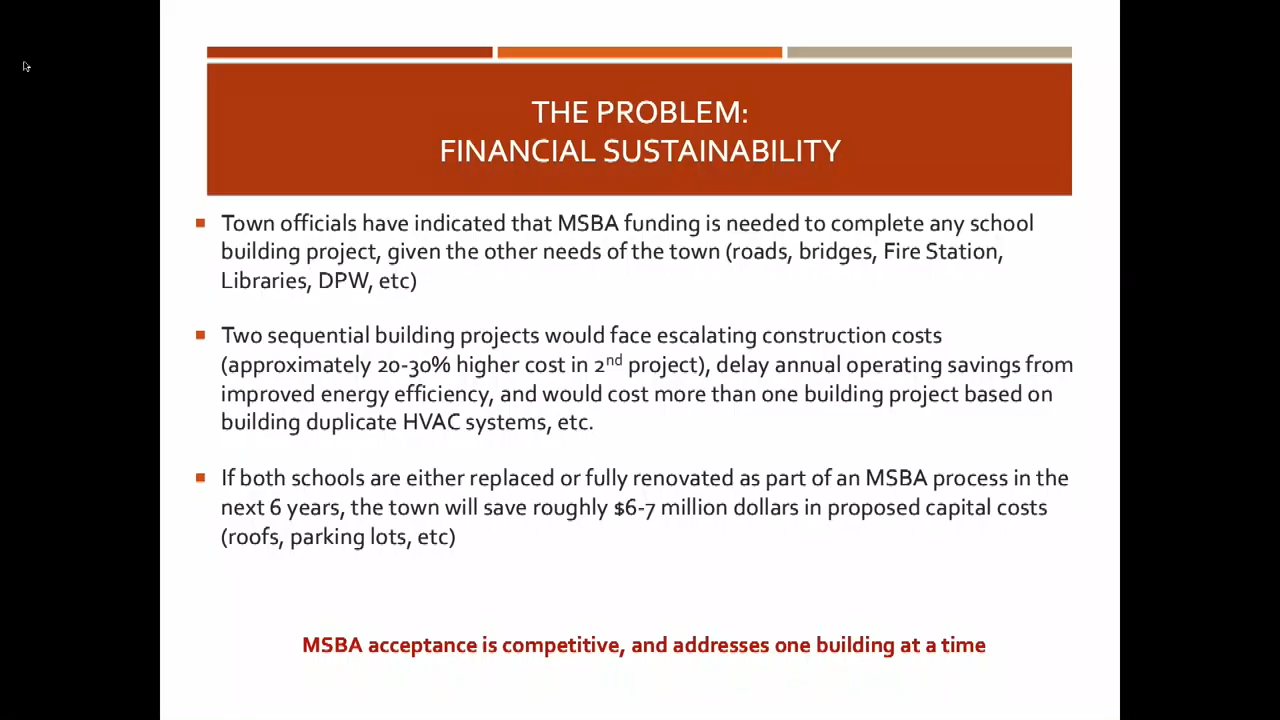 THE PROBLEM:
FINANCIAL SUSTAINABILITY
Town officials have indicated that MSBA funding is needed to complete any school
building project, given the other needs of the town (roads, bridges, Fire Station,
Libraries, DPW, etc)
Two sequential building projects would face escalating construction costs
(approximately 20-30% higher cost in 2nd project), delay annual operating savings from
improved energy efficiency, and would cost more than one building project based on
building duplicate HVAC systems, etc.
If both schools are either replaced or fully renovated as part of an MSBA process in the
next 6 years, the town will save roughly $6-7 million dollars in proposed capital costs
(roofs, parking lots, etc)
MSBA acceptance is competitive, and addresses one building at a time